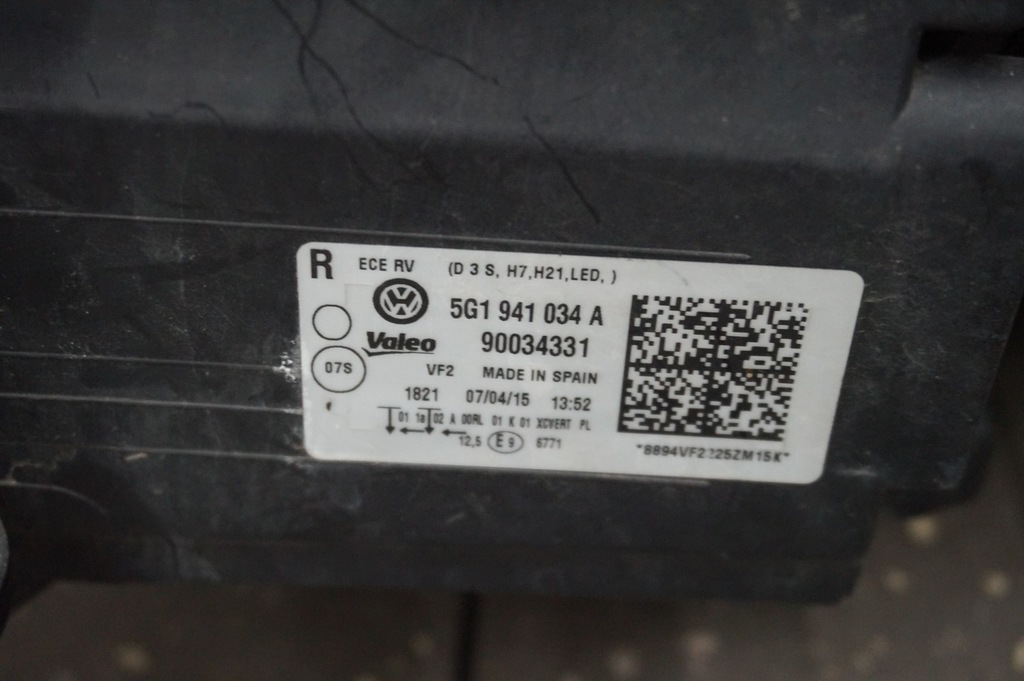 R ECE RV (D 3 S, H7,H21,LED, )
5G1 941 034 A
Valeo 90034331
07S VF2 MADE IN SPAIN
1821 07/04/15 13:52
01 1a 02 A 00RL 01 K 01 XCVERT PL
12,5 E 9 6771